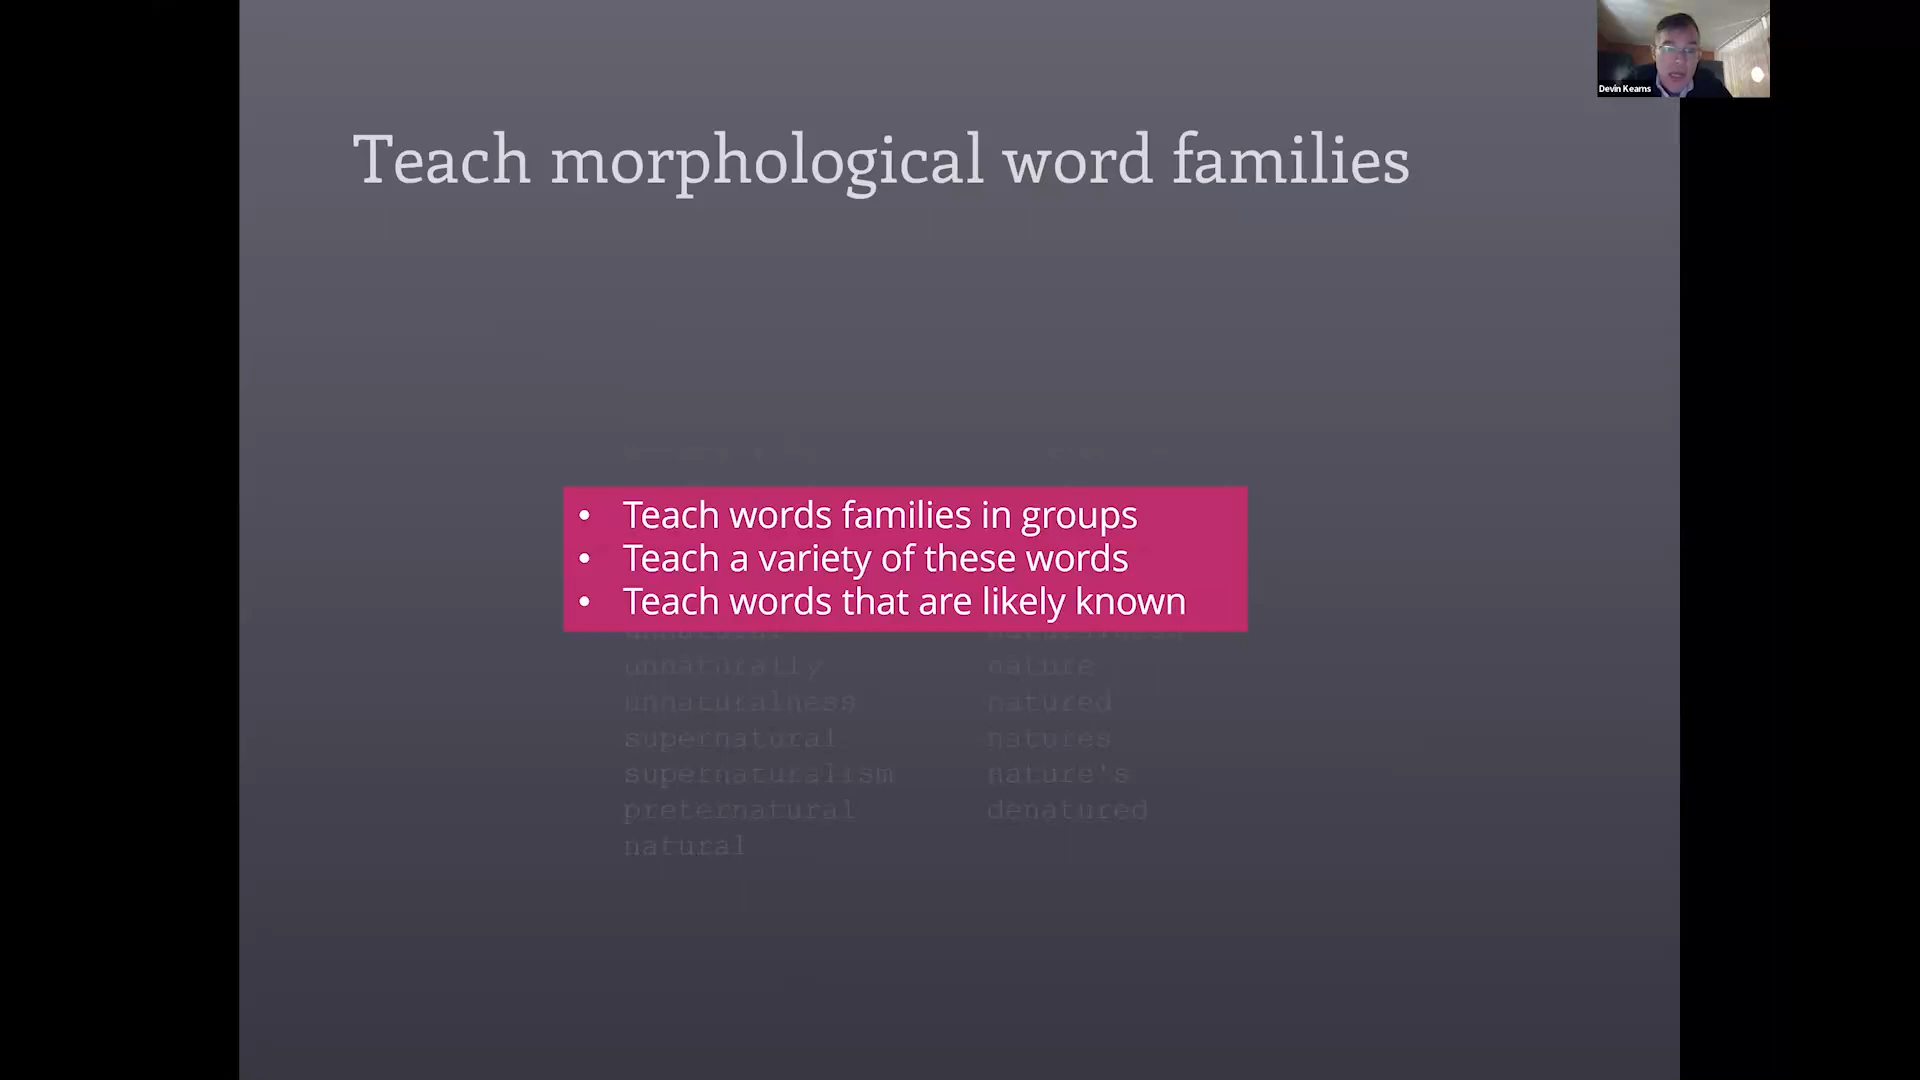 Devin Kearns
Teach morphological word families
• Teach words families in groups
• Teach a variety of these words
• Teach words that are likely known
unnatural
unnaturally nature
unnaturalness natured
supernatural natures
supernaturalism nature's
preternatural denatured
natural